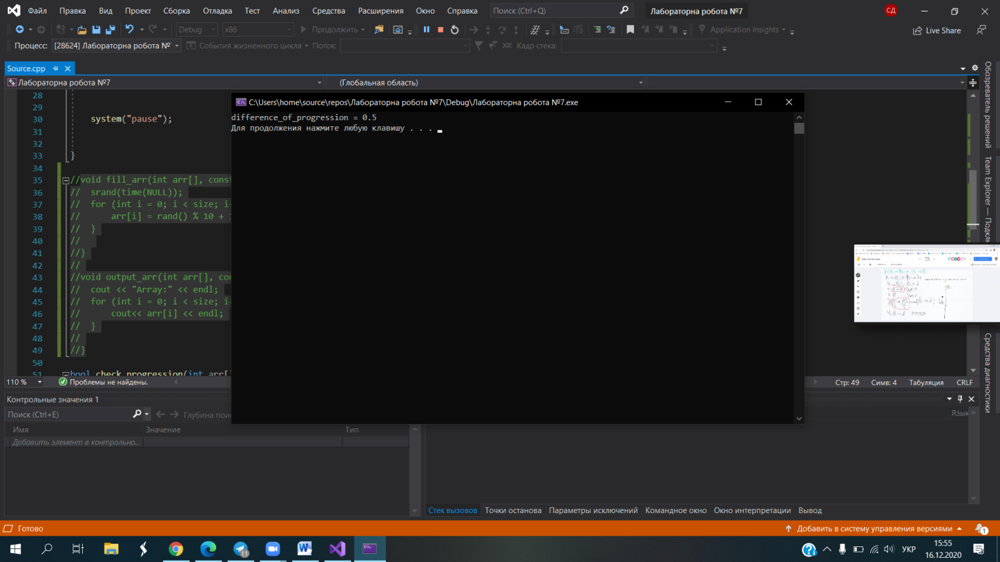 Файл Правка Вид Проект Сборка Отладка Тест Анализ Средства Расширения Окно Справка Поиск (Ctrl+Q) Лабораторна робота №7 СД
Debug x86 Продолжить Application Insights Live Share
Процесс: [28624] Лабораторна робота №' События жизненного цикла Поток: Кадр стека:
Source.cpp
Лабораторна робота №7 (Глобальная область)
28
29
30 system("pause");
31
32
33 }
34
35 //void fill_arr(int arr[], const
36 // srand(time(NULL));
37 // for (int i = 0; i < size; i
38 // arr[i] = rand() % 10 +
39 // }
40 //
41 //}
42 //
43 //void output_arr(int arr[], co
44 // cout << "Array:" << endl;
45 // for (int i = 0; i < size; i
46 // cout<< arr[i] << endl;
47 // }
48 //
49 //}
50
51 bool check_progression(int arr[
C:\Users\home\source\repos\Лабораторна робота №7\Debug\Лабораторна робота №7.exe
difference_of_progression = 0.5
Для продолжения нажмите любую клавишу . . .
Обозреватель решений
Team Explorer — Подкл
Средства диагностики
110 % Проблемы не найдены. Стр: 49 Симв: 4 Табуляция CRLF
Контрольные значения 1
Поиск (Ctrl+E) Глубина пои Язык
Имя Значение Тип
Добавить элемент в контрольно...
Стек вызовов Точки останова Параметры исключений Командное окно Окно интерпретации Вывод
Готово Добавить в систему управления версиями 1
11 УКР 15:55
16.12.2020